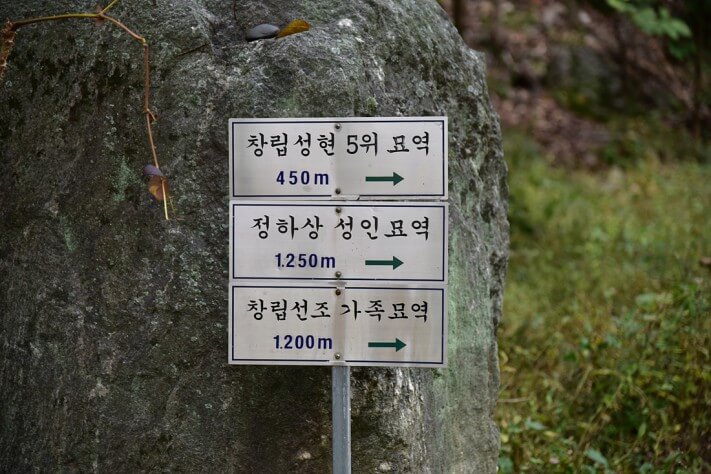 창립성현 5위 묘역
450m →
정하상 성인묘역
1.250m →
창립선조 가족묘역
1.200m →